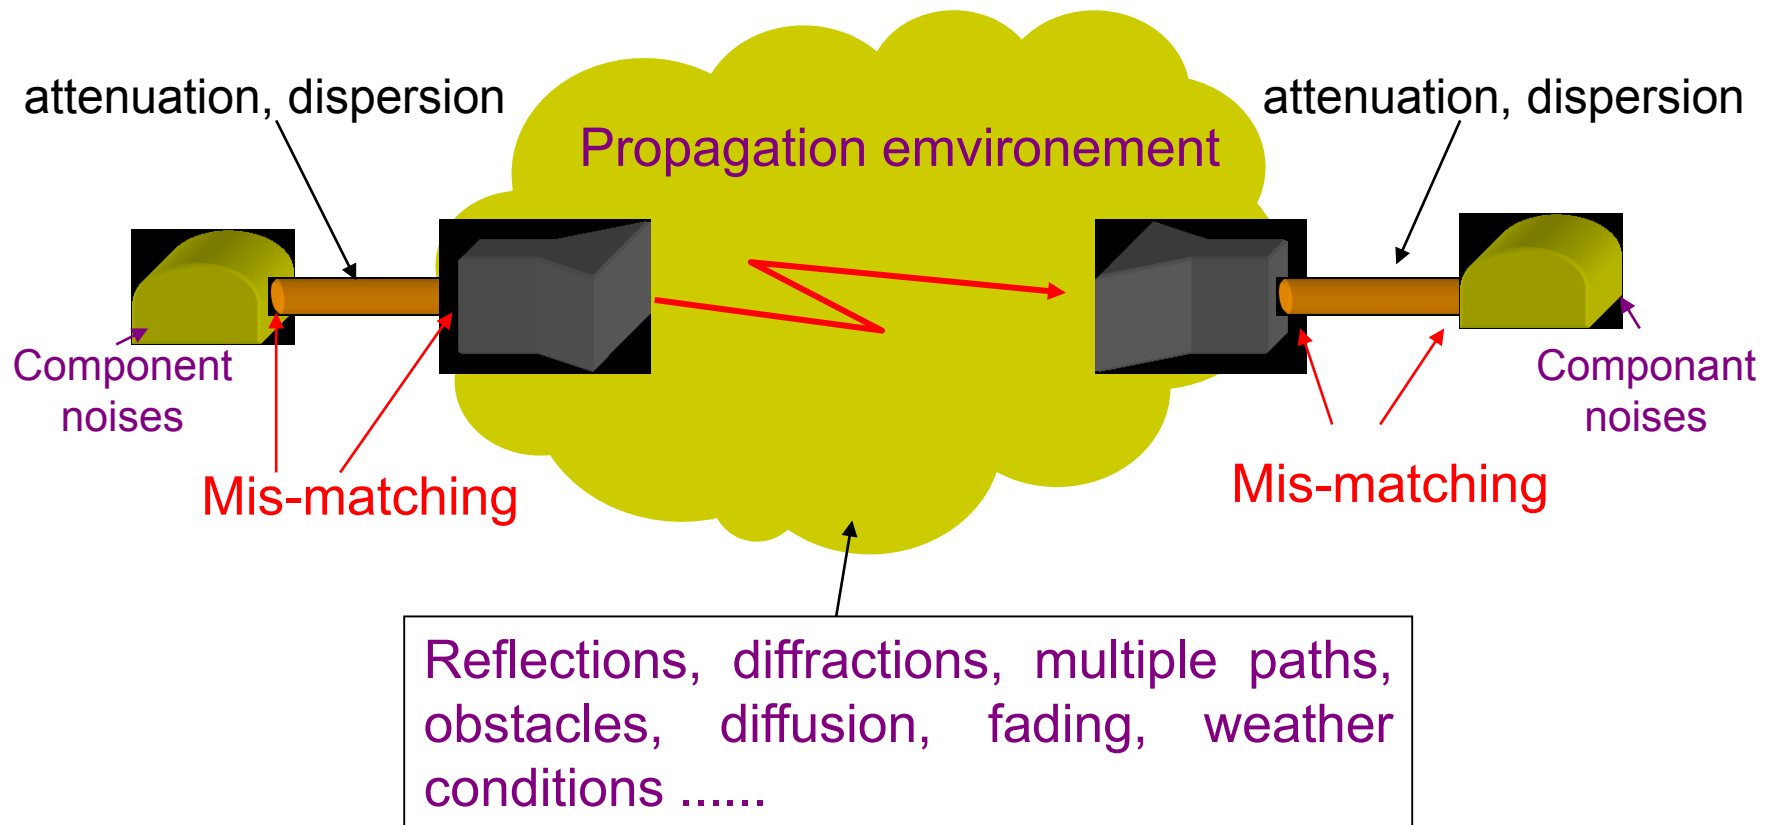 attenuation, dispersion
attenuation, dispersion
Propagation emvironement
Component
noises
Componant
noises
Mis-matching
Mis-matching
Reflections, diffractions, multiple paths,
obstacles, diffusion, fading, weather
conditions ......